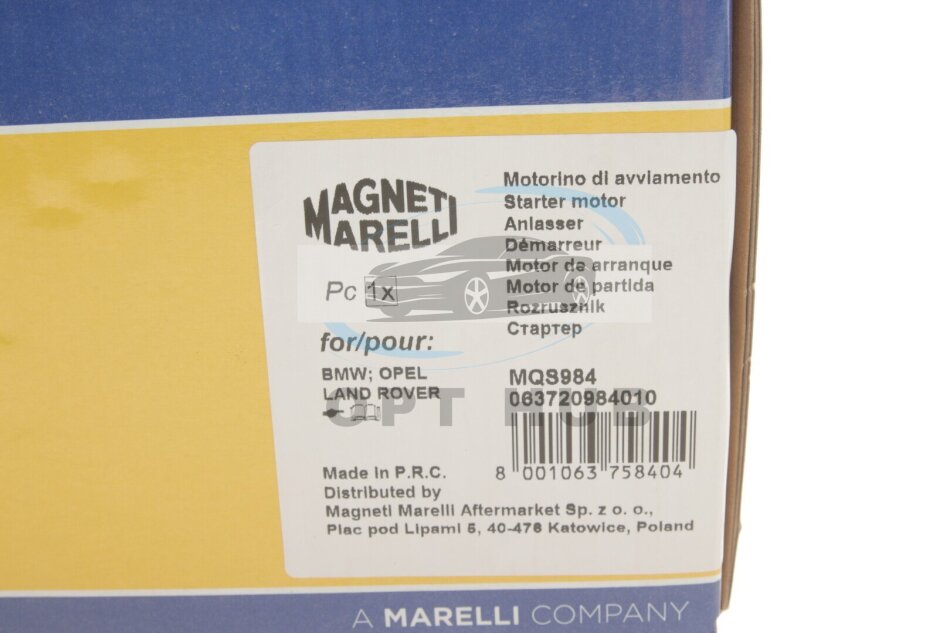 MAGNETI
MARELLI
Pc 1x
for/pour:
BMW; OPEL
LAND ROVER
Motorino di avviamento
Starter motor
Anlasser
Démarreur
Motor de arranque
Motor de partida
Rozrusznik
Стартер
MQS984
063720984010
8 001063 758404
OPT HUB
Made in P.R.C.
Distributed by
Magneti Marelli Aftermarket Sp. z o. o.,
Plac pod Lipami 5, 40-476 Katowice, Poland
A MARELLI COMPANY